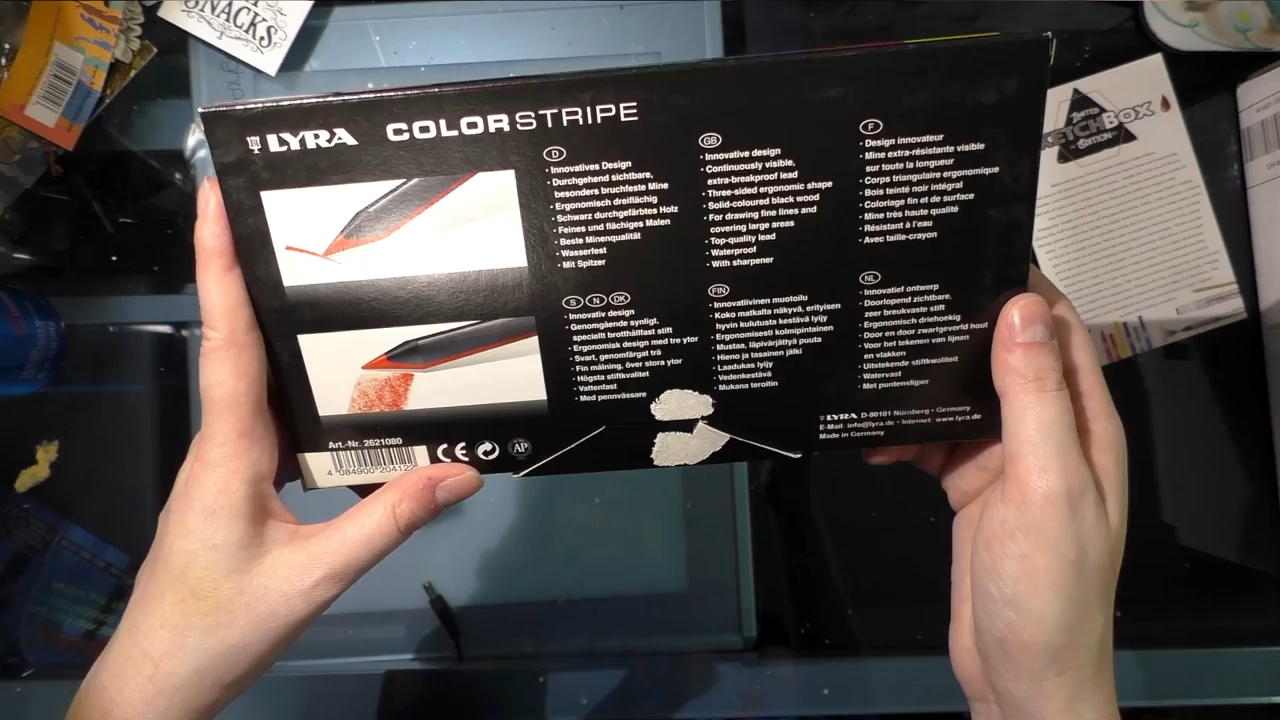 SNACKS
LYRA COLORSTRIPE
D
• Innovatives Design
• Durchgehend sichtbare,
besonders bruchfeste Mine
• Ergonomisch dreiflächig
• Schwarz durchgefärbtes Holz
• Feines und flächiges Malen
• Beste Minenqualität
• Wasserfest
• Mit Spitzer
GB
• Innovative design
• Continuously visible,
extra-breakproof lead
• Three-sided ergonomic shape
• Solid-coloured black wood
• For drawing fine lines and
covering large areas
• Top-quality lead
• Waterproof
• With sharpener
F
• Design innovateur
• Mine extra-résistante visible
sur toute la longueur
• Corps triangulaire ergonomique
• Bois teinté noir intégral
• Coloriage fin et de surface
• Mine très haute qualité
• Résistant à l'eau
• Avec taille-crayon
S N DK
• Innovativ design
• Genomgående synligt,
speciellt brotthållfast stift
• Ergonomisk design med tre ytor
• Svart, genomfärgat trä
• Fin målning, över stora ytor
• Högsta stiftkvalitet
• Vattenfast
• Med pennvässare
FIN
• Innovatiivinen muotoilu
• Koko matkalta näkyvä, erityisen
hyvin kulutusta kestävä lyijy
• Ergonomisesti kolmipintainen
• Mustaa, läpivärjättyä puuta
• Hieno ja tasainen jälki
• Laadukas lyijy
• Vedenkestävä
• Mukana teroitin
NL
• Innovatief ontwerp
• Doorlopend zichtbare,
zeer breukvaste stift
• Ergonomisch driehoekig
• Door en door zwartgeverfd hout
• Voor het tekenen van lijnen
en vlakken
• Uitstekende stiftkwaliteit
• Watervast
• Met puntenslijper
Art.-Nr. 2621080
4 084900 20412
CE
AP
LYRA D-90101 Nürnberg • Germany
E-Mail: info@lyra.de • Internet: www.lyra.de
Made in Germany
LIMITED
SKETCHBOX
EDITION